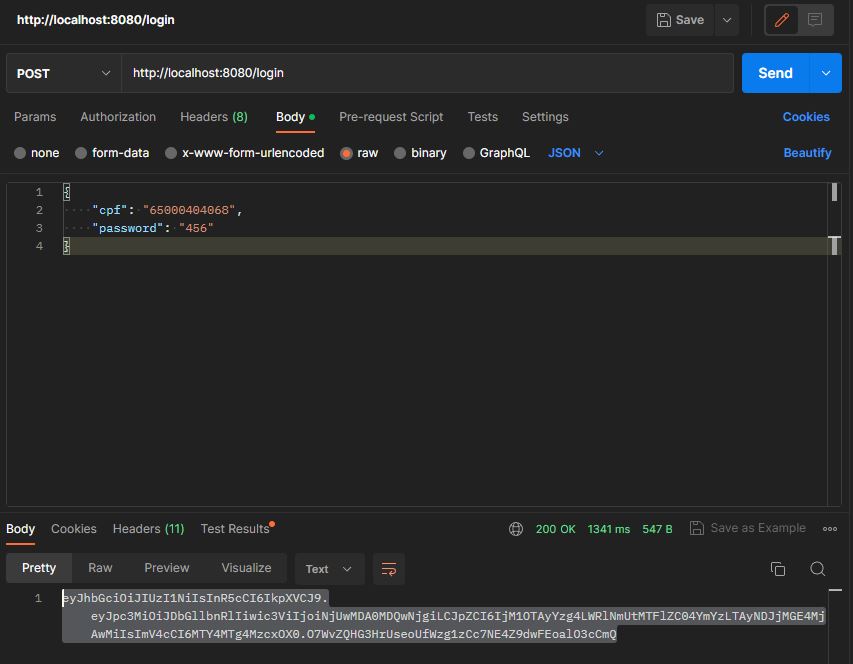 http://localhost:8080/login
Save
POST
http://localhost:8080/login
Send
Params Authorization Headers (8) Body Pre-request Script Tests Settings Cookies
none form-data x-www-form-urlencoded raw binary GraphQL JSON Beautify
1 {
2 "cpf": "65000404068",
3 "password": "456"
4 }
Body Cookies Headers (11) Test Results 200 OK 1341 ms 547 B Save as Example
Pretty Raw Preview Visualize Text
1 eyJhbGciOiJIUzI1NiIsInR5cCI6IkpXVCJ9.
eyJpc3MiOiJDbGllbnRlIiwic3ViIjoiNjUwMDA0MDQwNjgiLCJpZCI6IjM1OTAyYzg4LWRlNmUtMTFlZC04YmYzLTAyNDJjMGE4Mj
AwMiIsImV4cCI6MTY4MTg4MzcxOX0.O7WvZQHG3HrUseoUfWzg1zCc7NE4Z9dwFEoalO3cCmQ